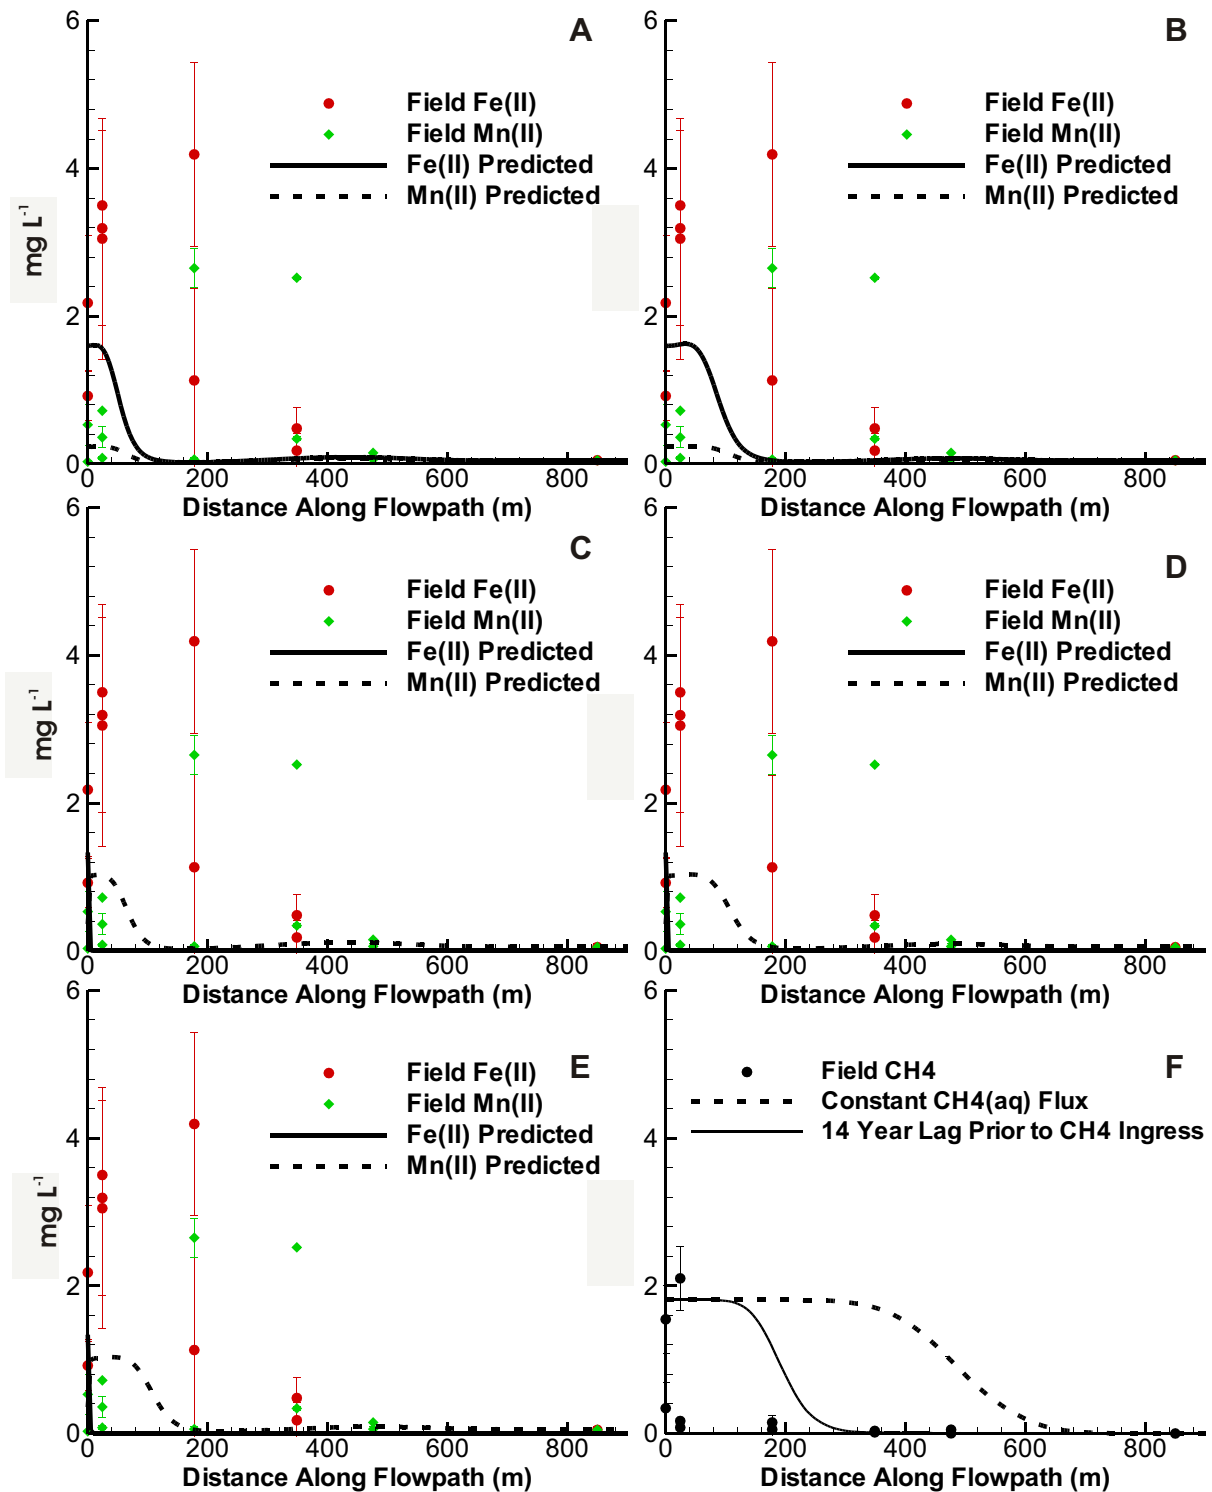 6
A
6
B
Field Fe(II)
Field Mn(II)
Fe(II) Predicted
Mn(II) Predicted
Field Fe(II)
Field Mn(II)
Fe(II) Predicted
Mn(II) Predicted
4
4
mg L-1
2
2
0
0
0 200 400 600 800
0 200 400 600 800
Distance Along Flowpath (m)
Distance Along Flowpath (m)
6
C
6
D
Field Fe(II)
Field Mn(II)
Fe(II) Predicted
Mn(II) Predicted
Field Fe(II)
Field Mn(II)
Fe(II) Predicted
Mn(II) Predicted
4
4
mg L-1
2
2
0
0
0 200 400 600 800
0 200 400 600 800
Distance Along Flowpath (m)
Distance Along Flowpath (m)
6
E
6
F
Field Fe(II)
Field Mn(II)
Fe(II) Predicted
Mn(II) Predicted
Field CH4
Constant CH4(aq) Flux
14 Year Lag Prior to CH4 Ingress
4
4
mg L-1
2
2
0
0
0 200 400 600 800
0 200 400 600 800
Distance Along Flowpath (m)
Distance Along Flowpath (m)